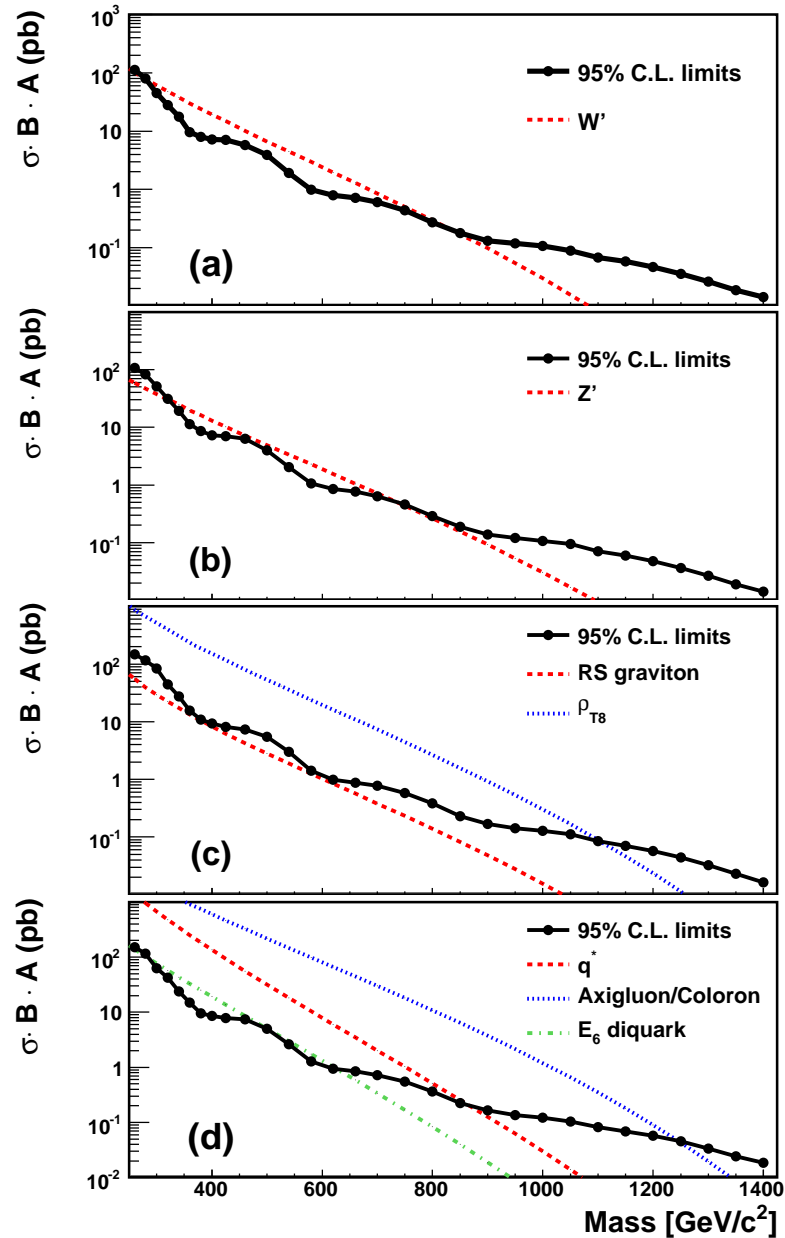 σ· B · A (pb)
10³
10²
10
1
10⁻¹
95% C.L. limits
W'
(a)
σ· B · A (pb)
10²
10
1
10⁻¹
95% C.L. limits
Z'
(b)
σ· B · A (pb)
10²
10
1
10⁻¹
95% C.L. limits
RS graviton
ρT8
(c)
σ· B · A (pb)
10²
10
1
10⁻¹
10⁻²
95% C.L. limits
q*
Axigluon/Coloron
E₆ diquark
(d)
400 600 800 1000 1200 1400
Mass [GeV/c²]